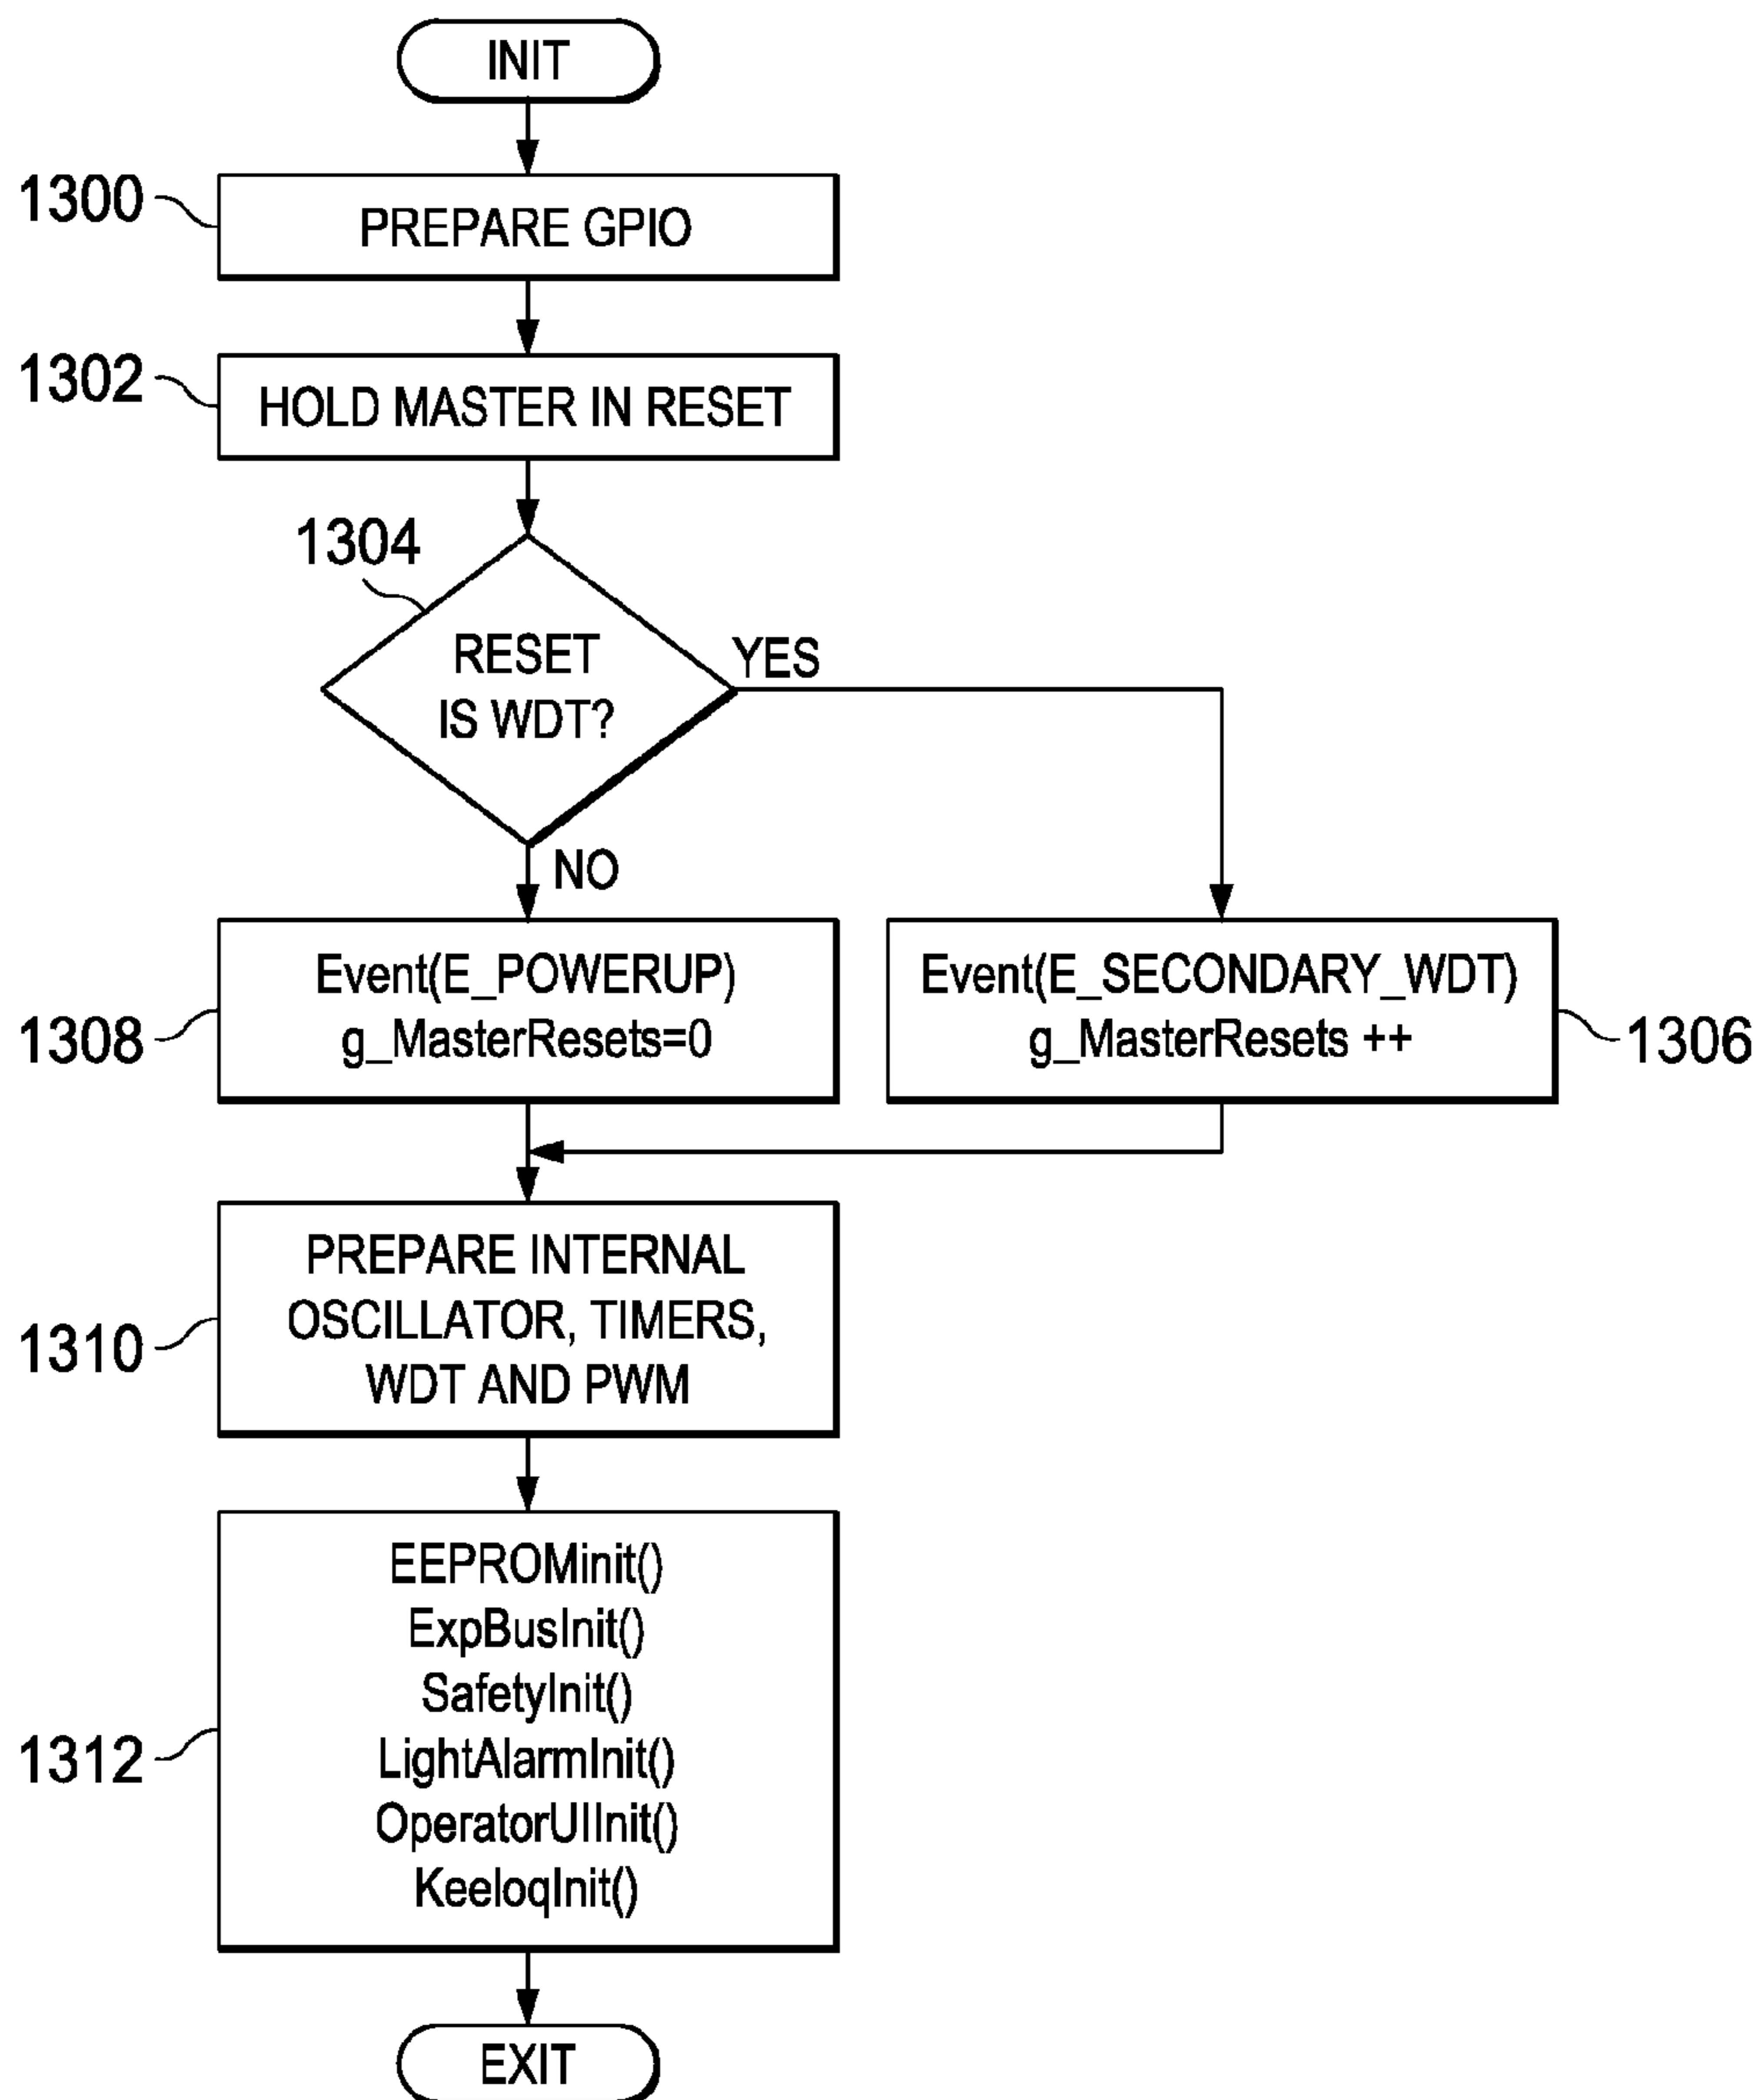 INIT
1300
PREPARE GPIO
1302
HOLD MASTER IN RESET
1304
RESET
IS WDT?
YES
NO
Event(E_POWERUP)
g_MasterResets=0
1308
Event(E_SECONDARY_WDT)
g_MasterResets ++
1306
PREPARE INTERNAL
OSCILLATOR, TIMERS,
WDT AND PWM
1310
EEPROMinit()
ExpBusInit()
SafetyInit()
LightAlarmInit()
OperatorUIInit()
KeeloqInit()
1312
EXIT